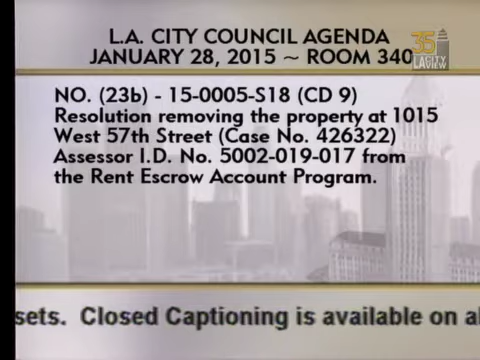 L.A. CITY COUNCIL AGENDA
JANUARY 28, 2015 ~ ROOM 340
35
LA CITY
VIEW
NO. (23b) - 15-0005-S18 (CD 9)
Resolution removing the property at 1015
West 57th Street (Case No. 426322)
Assessor I.D. No. 5002-019-017 from
the Rent Escrow Account Program.
sets. Closed Captioning is available on al